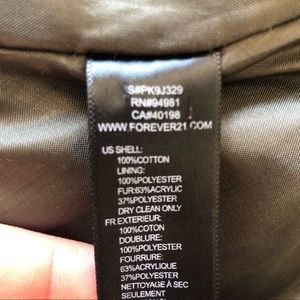 S#PK9J329
RN#94981
CA#40198
WWW.FOREVER21.COM
US SHELL:
100%COTTON
LINING:
100%POLYESTER
FUR:63%ACRYLIC
37%POLYESTER
DRY CLEAN ONLY
FR EXTERIEUR:
100%COTON
DOUBLURE:
100%POLYESTER
FOURRURE:
63%ACRYLIQUE
37%POLYESTER
NETTOYAGE À SEC
SEULEMENT